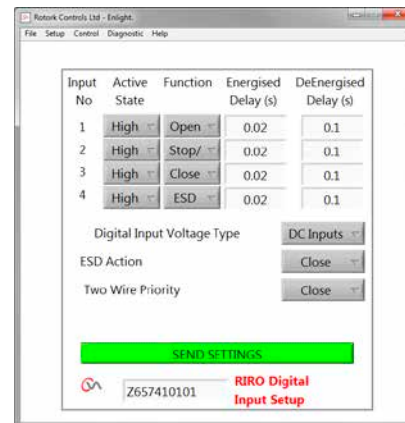 Rotork Controls Ltd - Enlight.
File Setup Control Diagnostic Help
Input Active Function Energised DeEnergised
No State Delay (s) Delay (s)
1 High Open 0.02 0.1
2 High Stop/ 0.02 0.1
3 High Close 0.02 0.1
4 High ESD 0.02 0.1
Digital Input Voltage Type DC Inputs
ESD Action Close
Two Wire Priority Close
SEND SETTINGS
Z657410101 RIRO Digital
Input Setup